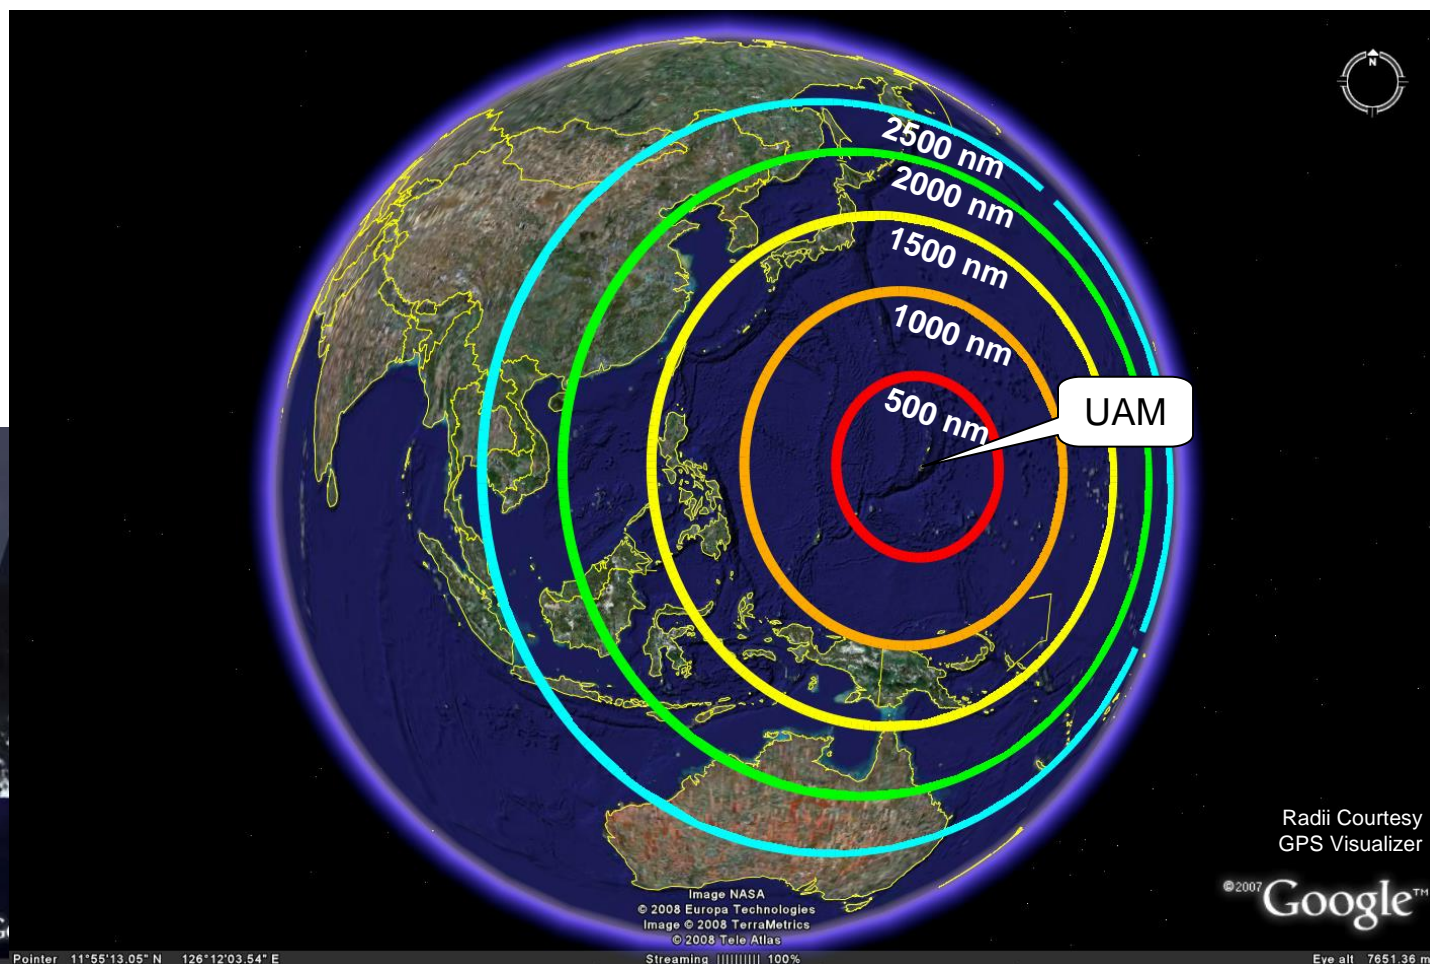 N
2500 nm
2000 nm
1500 nm
1000 nm
500 nm
UAM
Radii Courtesy
GPS Visualizer
©2007 Google™
Image NASA
© 2008 Europa Technologies
Image © 2008 TerraMetrics
© 2008 Tele Atlas
Pointer 11°55'13.05" N 126°12'03.54" E Streaming |||||||||| 100% Eye alt 7651.36 m